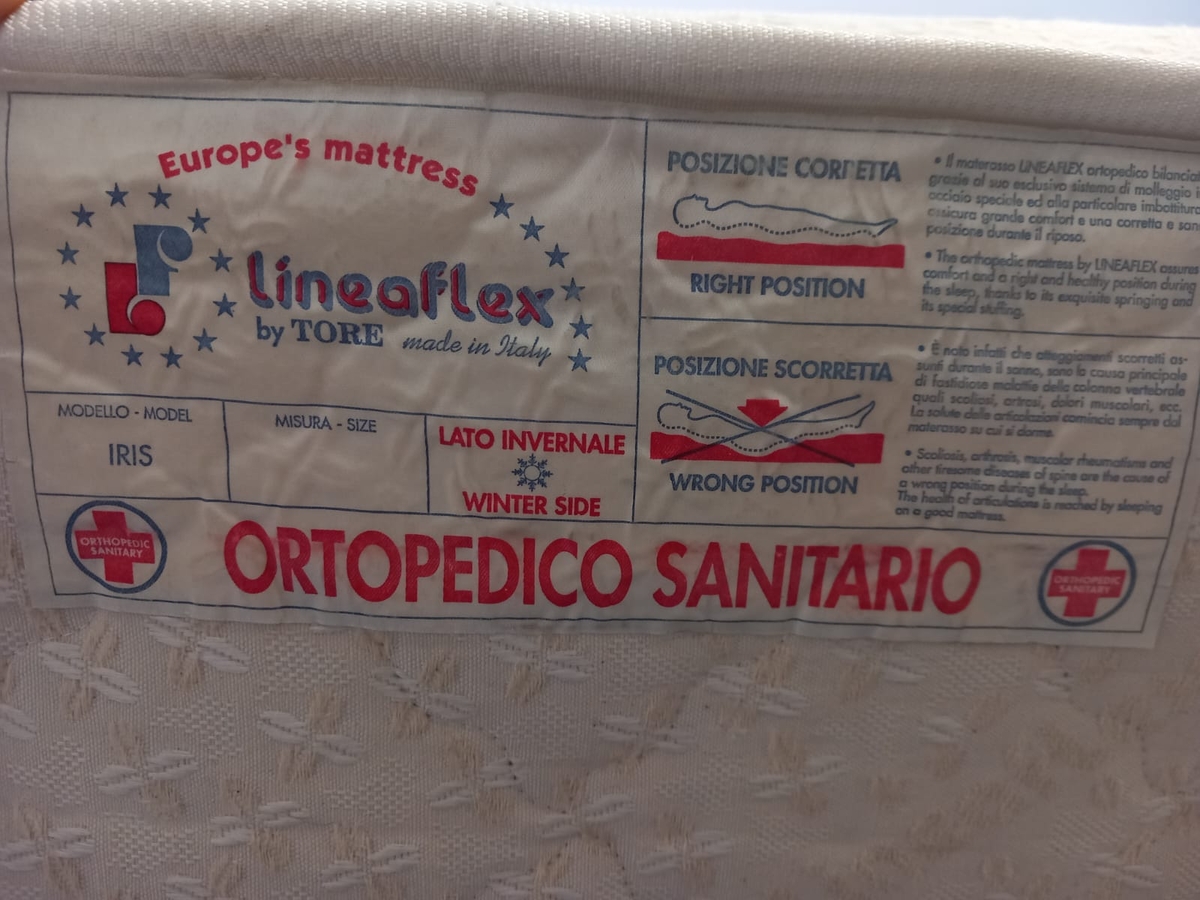 Europe's mattress
lineaflex
by TORE made in Italy
MODELLO - MODEL
IRIS
MISURA - SIZE
LATO INVERNALE
WINTER SIDE
POSIZIONE CORRETTA
RIGHT POSITION
• Il materasso LINEAFLEX ortopedico bilanciat
grazie al suo esclusivo sistema di molleggio
acciaio speciale ed alla particolare imbottitura
assicura grande comfort e una corretta e san
posizione durante il riposo.
• The orthopedic mattress by LINEAFLEX assures
comfort and a right and healthy position during
the sleep, thanks to its exquisite springing and
its special stuffing.
POSIZIONE SCORRETTA
WRONG POSITION
• È noto infatti che atteggiamenti scorretti as-
sunti durante il sonno, sono la causa principale
di fastidiose malattie della colonna vertebrale
quali scoliosi, artrosi, dolori muscolari, ecc.
La salute delle articolazioni comincia sempre dal
materasso su cui si dorme.
• Scoliosis, arthrosis, muscolar rheumatisms and
other tiresome diseases of spine are the cause of
a wrong position during the sleep.
The health of articulations is reached by sleeping
on a good mattress.
ORTHOPEDIC
SANITARY
ORTOPEDICO SANITARIO
ORTHOPEDIC
SANITARY